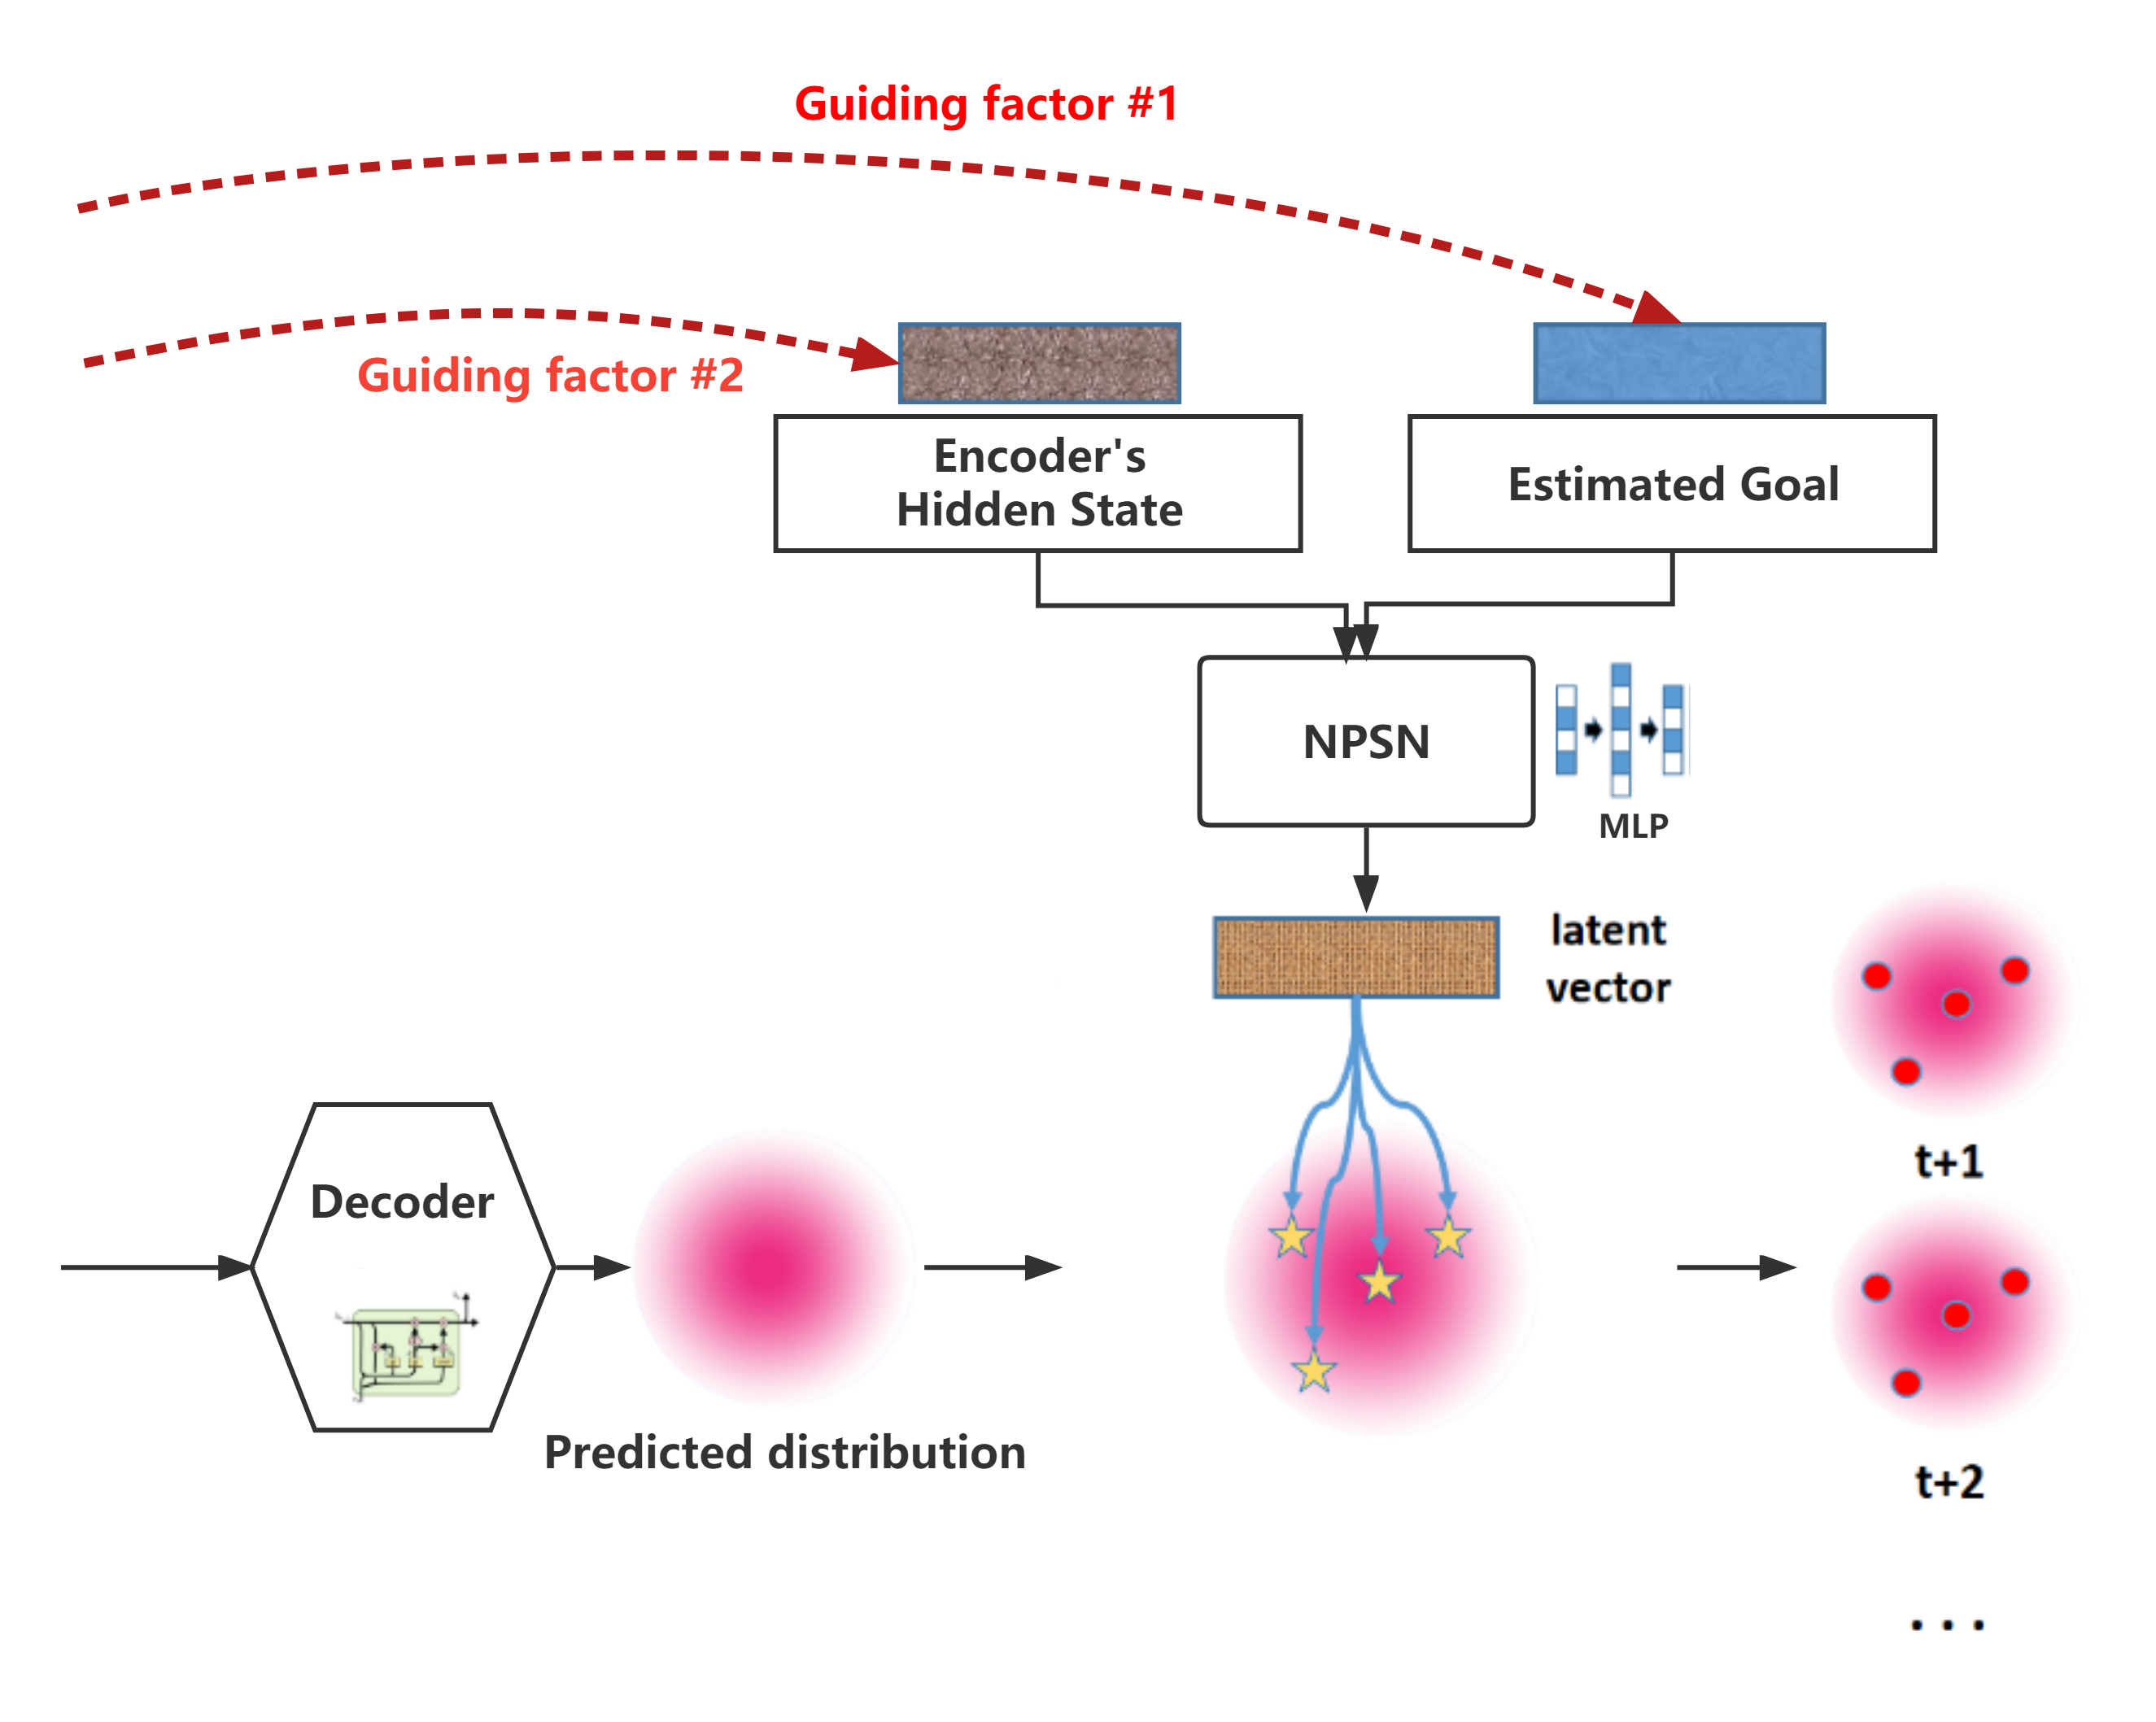 Guiding factor #1
Guiding factor #2
Encoder's
Hidden State
Estimated Goal
NPSN
MLP
latent
vector
t+1
Decoder
Predicted distribution
t+2
...